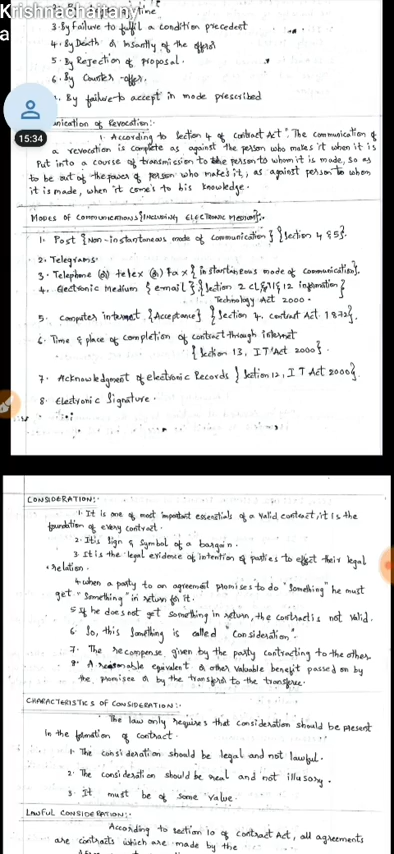 Krishnachaitany
a
time
3. By Failure to fulfil a condition precedent
4. By Death or Insanity of the offeror
5. By Rejection of proposal.
6. By Counter-offer.
By failure to accept in mode prescribed
15:34
unication of Revocation:-
1. According to section 4 of contract Act "The communication of
a revocation is complete as against the person who makes it when it is
put into a course of transmission to the person to whom it is made, so as
to be out of the power of person who makes it, as against person to whom
it is made, when it comes to his knowledge.
MODES OF COMMUNICATIONS {INCLUDING ELECTRONIC MEDIUM}:-
1. Post {Non-instantaneous mode of communication} {Section 4 & 5}.
2. Telegrams.
3. Telephone (or) telex (or) Fax {instantaneous mode of communication}.
4. Electronic Medium {email} {Section 2 12 information}
Technology Act 2000.
5. computer internet. {Acceptance} {Section 4. contract Act 1872}.
6. Time & place of completion of contract through internet
{Section 13, I.T Act 2000}.
7. Acknowledgment of electronic Records {Section 12, I T Act 2000}.
8. Electronic Signature.
CONSIDERATION:-
1. It is one of most important essentials of a valid contract, it is the
foundation of every contract.
2. It is sign & symbol of a bargain.
3. It is the legal evidence of intention of parties to effect their legal
relation.
4. when a party to an agreement promises to do "Something" he must
get "Something" in return for it.
5. If he does not get something in return, the contract is not valid.
6. So, this Something is called "Consideration".
7. The recompense given by the party contracting to the other.
8. A reasonable equivalent or other valuable benefit passed on by
the promisee or by the transferor to the transferee.
CHARACTERISTICS OF CONSIDERATION:-
The law only requires that consideration should be present
in the formation of contract.
1. The consideration should be legal and not lawful.
2. The consideration should be real and not illusory.
3. It must be of some value.
LAWFUL CONSIDERATION:-
According to section 10 of contract Act, all agreements
are contracts which are made by the